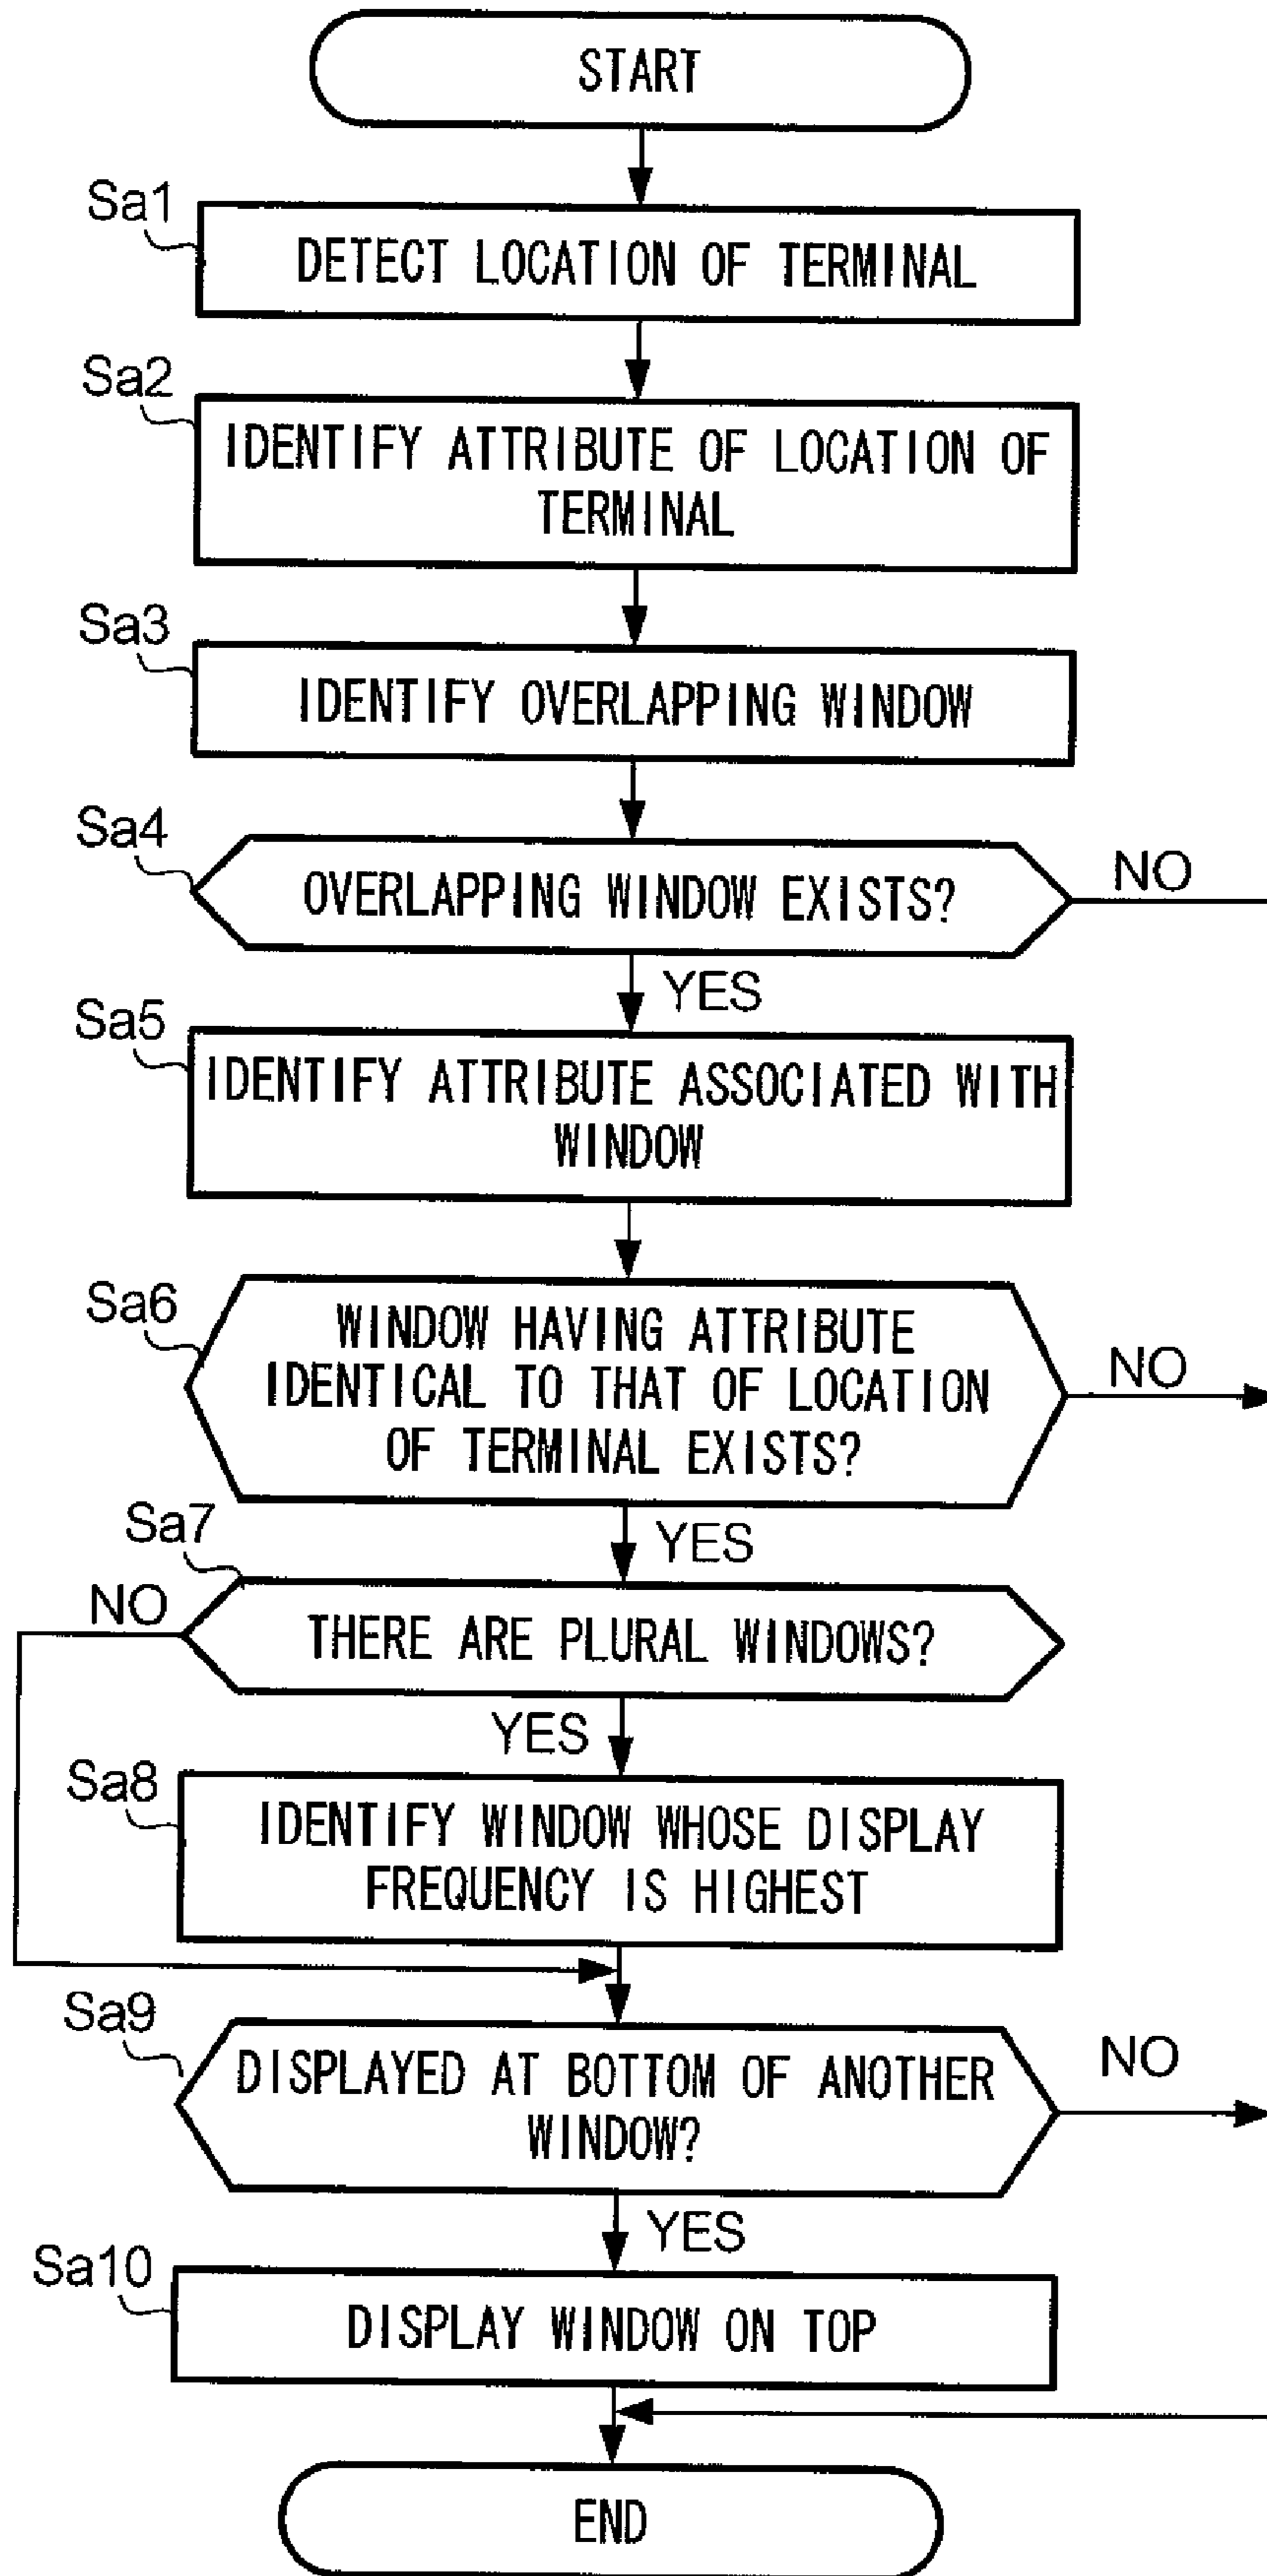 START
Sa1
DETECT LOCATION OF TERMINAL
Sa2
IDENTIFY ATTRIBUTE OF LOCATION OF
TERMINAL
Sa3
IDENTIFY OVERLAPPING WINDOW
Sa4
OVERLAPPING WINDOW EXISTS?
NO
YES
Sa5
IDENTIFY ATTRIBUTE ASSOCIATED WITH
WINDOW
Sa6
WINDOW HAVING ATTRIBUTE
IDENTICAL TO THAT OF LOCATION
OF TERMINAL EXISTS?
NO
YES
Sa7
NO
THERE ARE PLURAL WINDOWS?
YES
Sa8
IDENTIFY WINDOW WHOSE DISPLAY
FREQUENCY IS HIGHEST
Sa9
DISPLAYED AT BOTTOM OF ANOTHER
WINDOW?
NO
YES
Sa10
DISPLAY WINDOW ON TOP
END